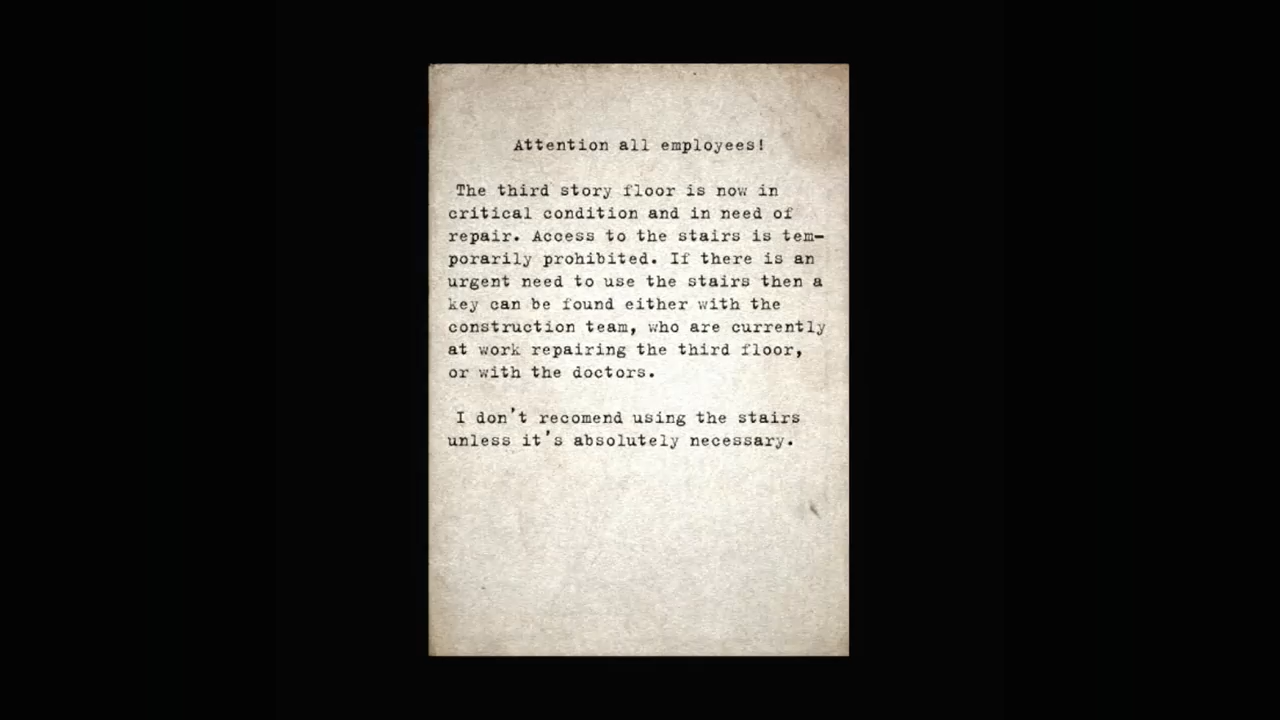 Attention all employees!
The third story floor is now in
critical condition and in need of
repair. Access to the stairs is tem-
porarily prohibited. If there is an
urgent need to use the stairs then a
key can be found either with the
construction team, who are currently
at work repairing the third floor,
or with the doctors.
I don't recomend using the stairs
unless it's absolutely necessary.